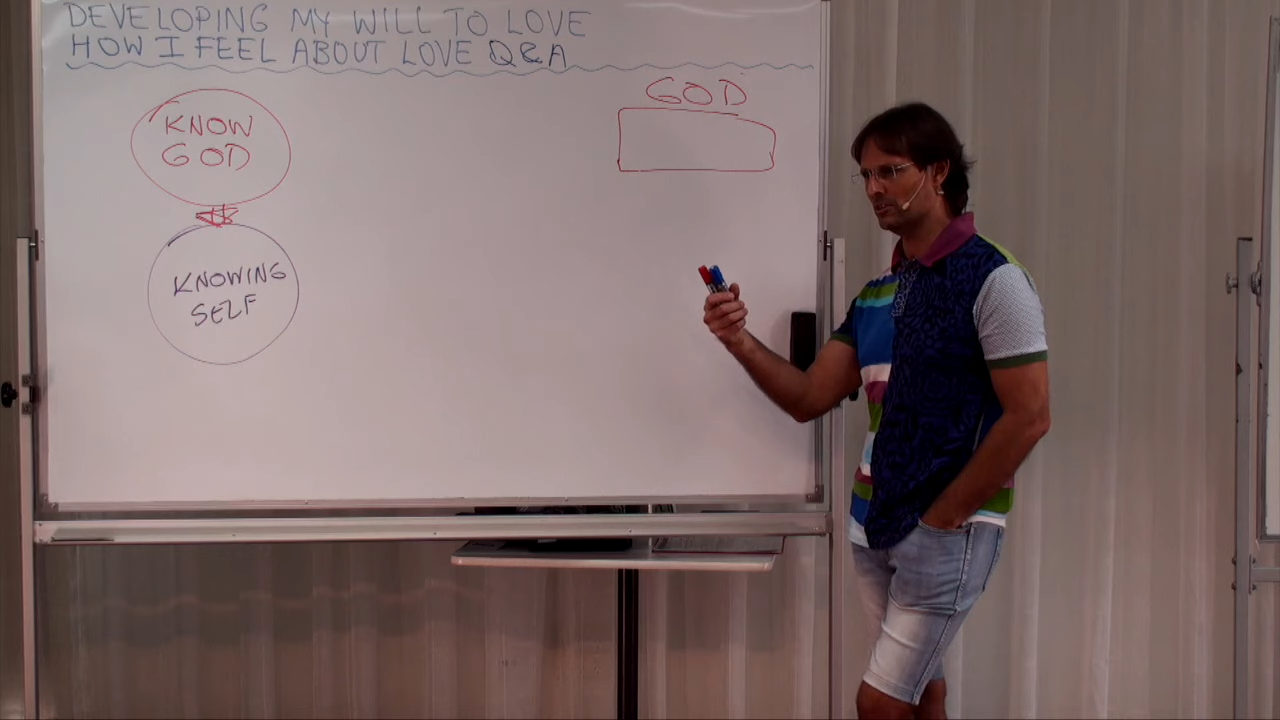 DEVELOPING MY WILL TO LOVE
HOW I FEEL ABOUT LOVE Q&A
KNOW
GOD
GOD
KNOWING
SELF